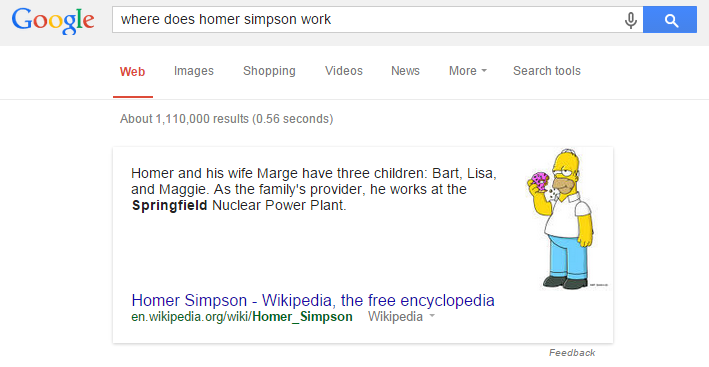 Google
where does homer simpson work
Web Images Shopping Videos News More Search tools
About 1,110,000 results (0.56 seconds)
Homer and his wife Marge have three children: Bart, Lisa,
and Maggie. As the family's provider, he works at the
Springfield Nuclear Power Plant.
Homer Simpson - Wikipedia, the free encyclopedia
en.wikipedia.org/wiki/Homer_Simpson Wikipedia
Feedback